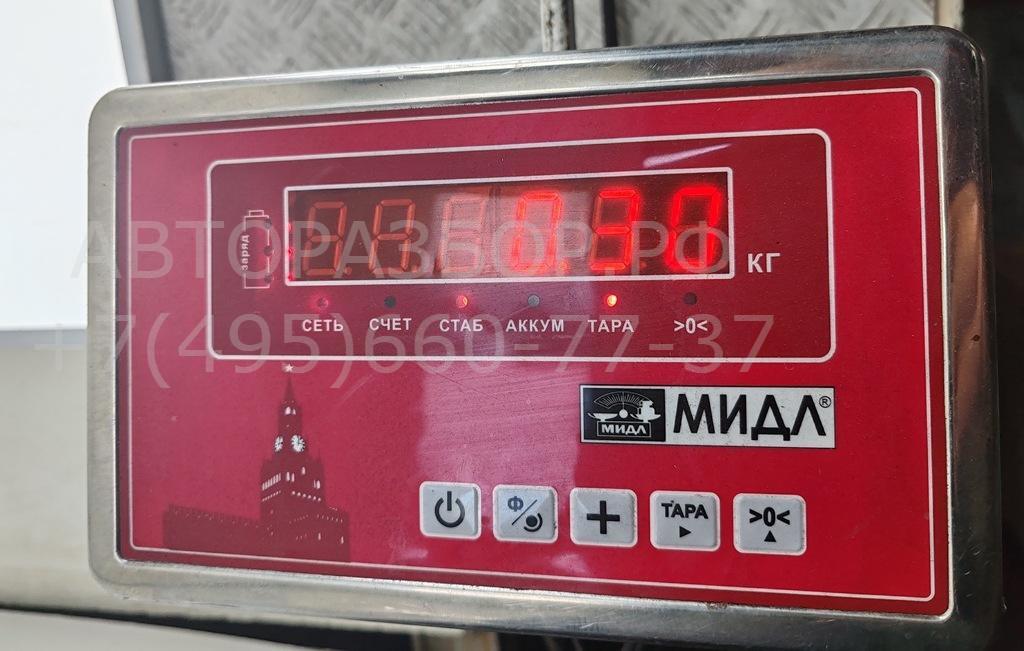 0.30
КГ
заряд
СЕТЬ СЧЕТ СТАБ АККУМ ТАРА >0<
АВТОРАЗБОР.РФ
+7(495)660-77-37
МИДЛ МИДЛ®
Ф ТАРА >0<